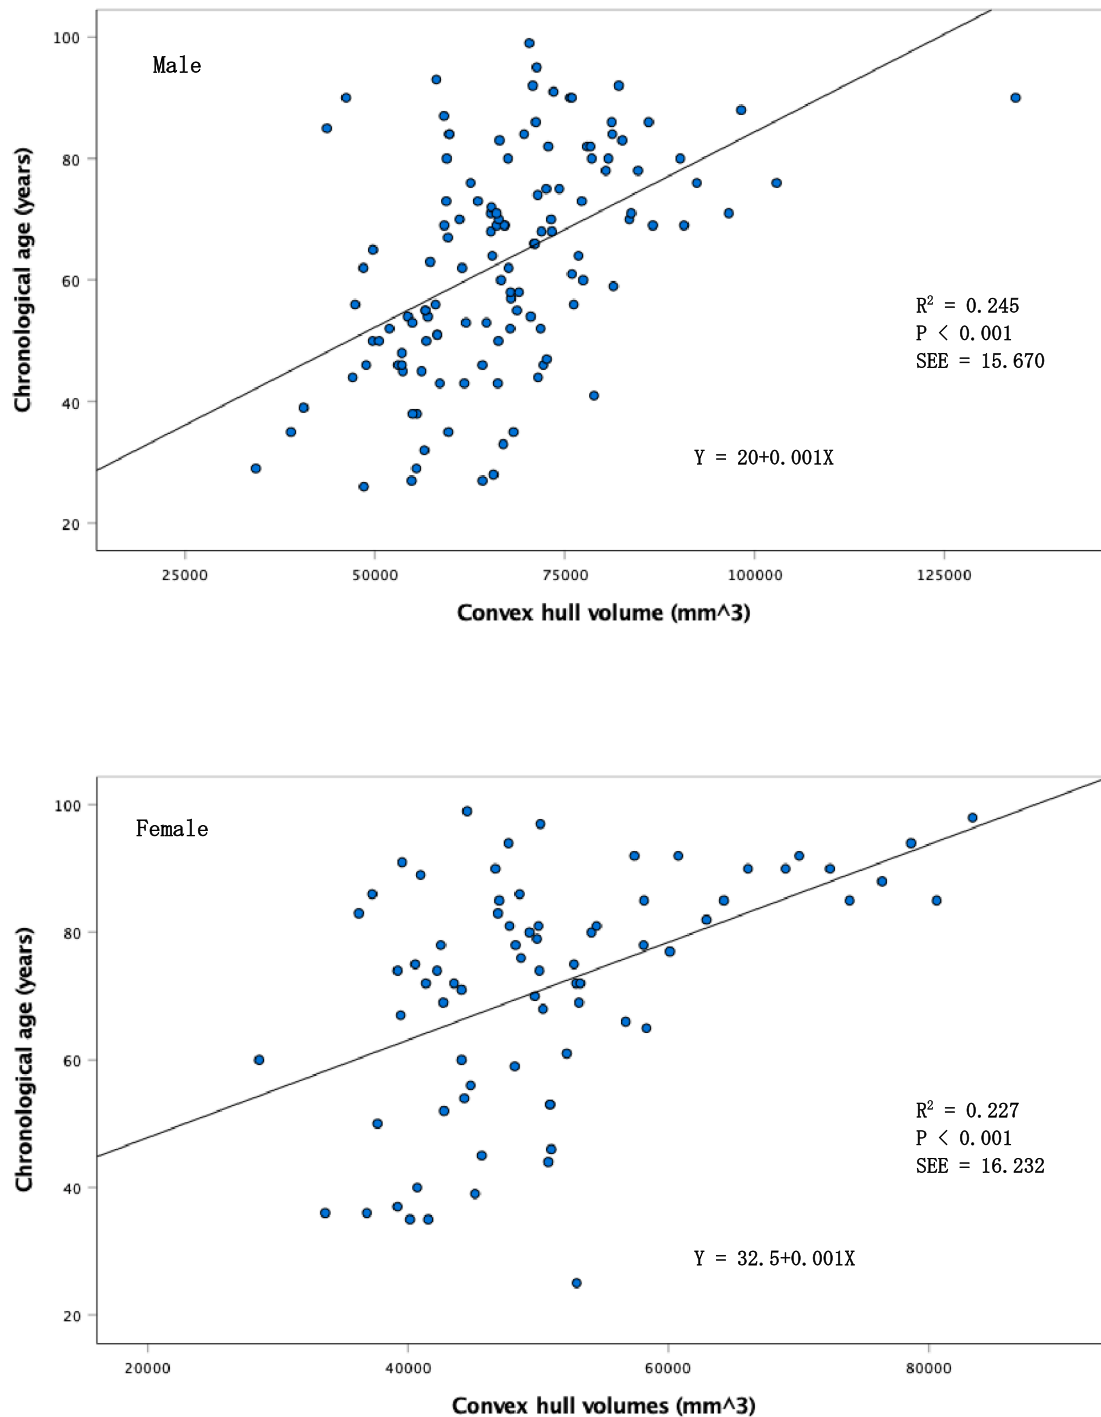 Male
Chronological age (years)
100
80
60
40
20
R² = 0.245
P < 0.001
SEE = 15.670
Y = 20+0.001X
25000 50000 75000 100000 125000
Convex hull volume (mm^3)
Female
Chronological age (years)
100
80
60
40
20
R² = 0.227
P < 0.001
SEE = 16.232
Y = 32.5+0.001X
20000 40000 60000 80000
Convex hull volumes (mm^3)